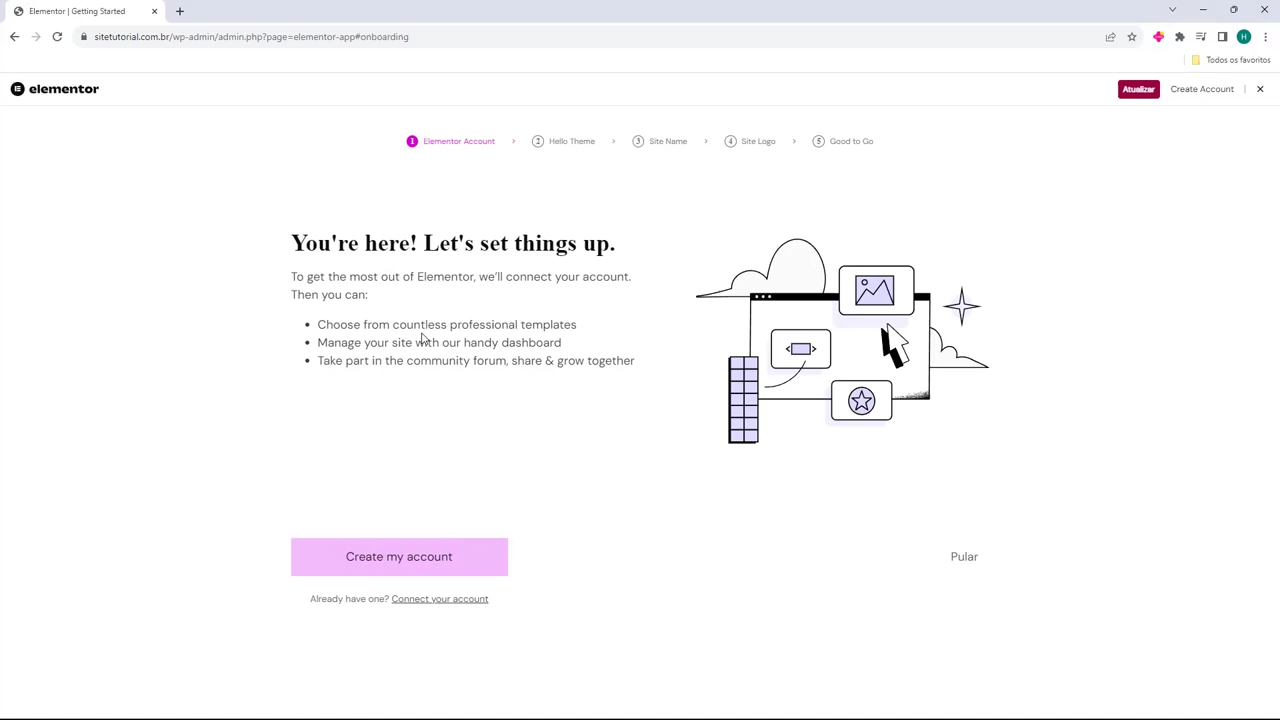 Elementor | Getting Started
sitetutorial.com.br/wp-admin/admin.php?page=elementor-app#onboarding
H
Todos os favoritos
elementor
Atualizar
Create Account
1 Elementor Account
2 Hello Theme
3 Site Name
4 Site Logo
5 Good to Go
You're here! Let's set things up.
To get the most out of Elementor, we'll connect your account.
Then you can:
• Choose from countless professional templates
• Manage your site with our handy dashboard
• Take part in the community forum, share & grow together
Create my account
Pular
Already have one? Connect your account